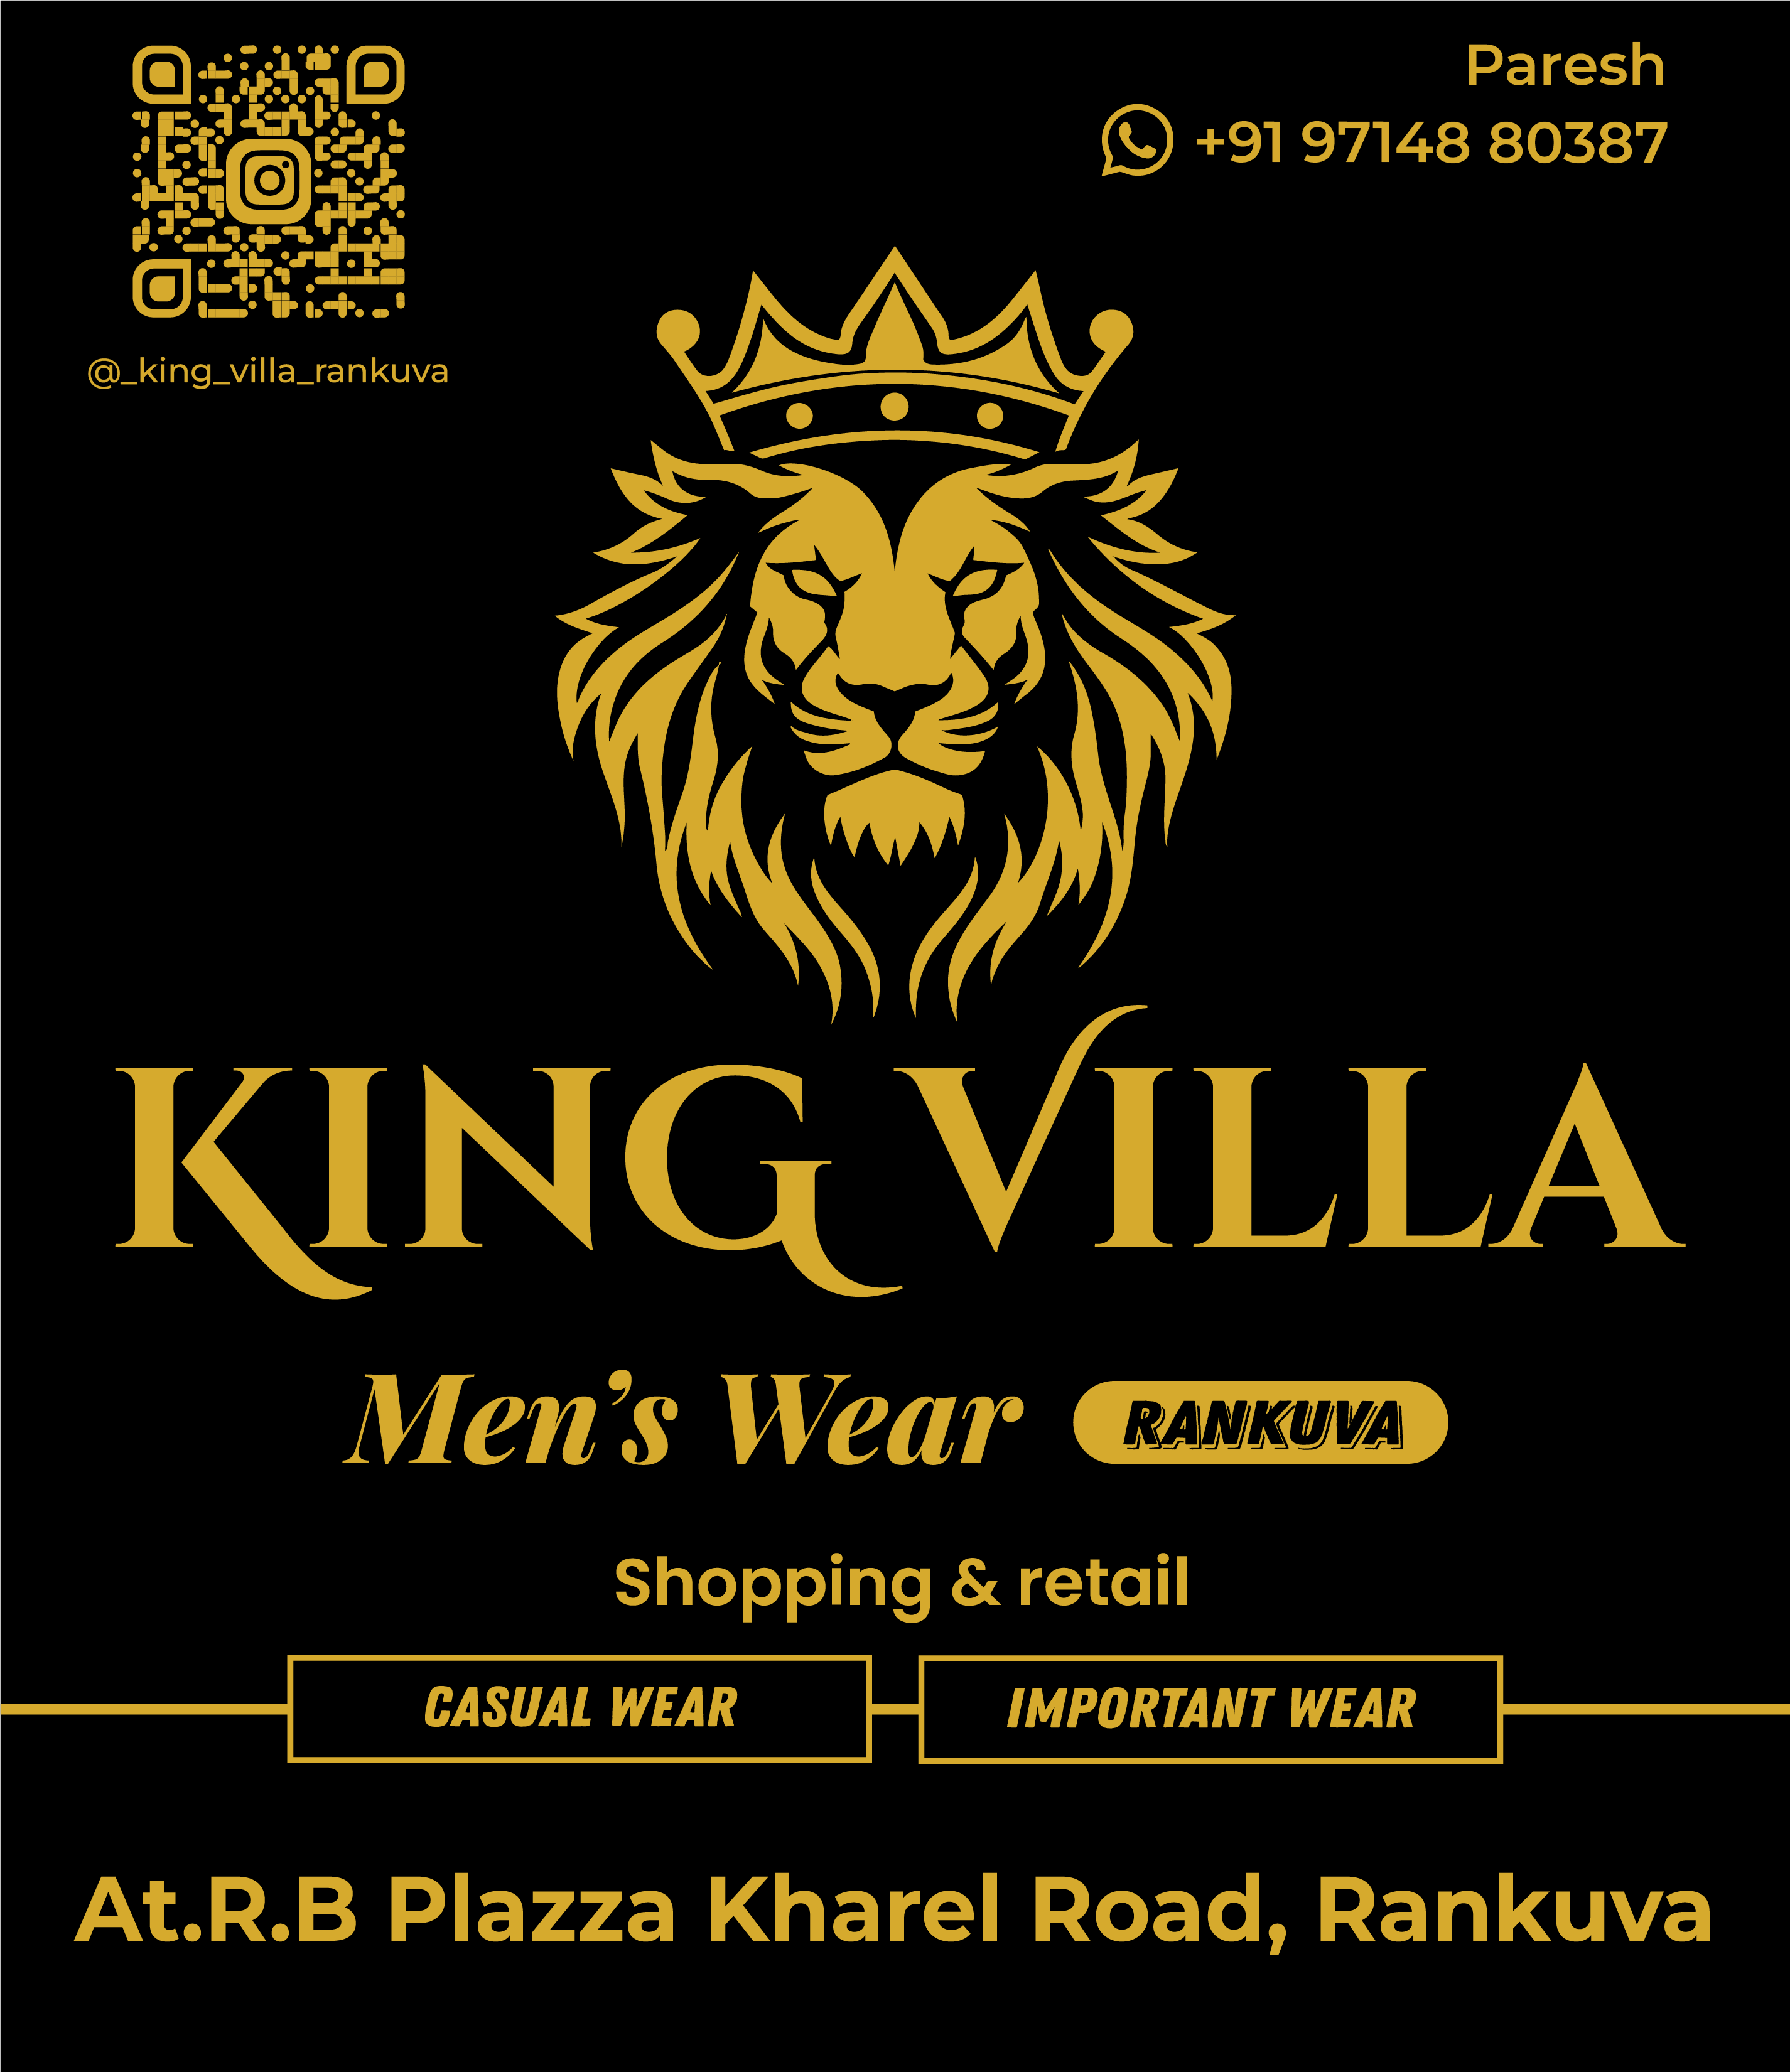 Paresh
+91 97148 80387
@_king_villa_rankuva
KING VILLA
Men's Wear
RANKUVA
Shopping & retail
CASUAL WEAR
IMPORTANT WEAR
At.R.B Plazza Kharel Road, Rankuva